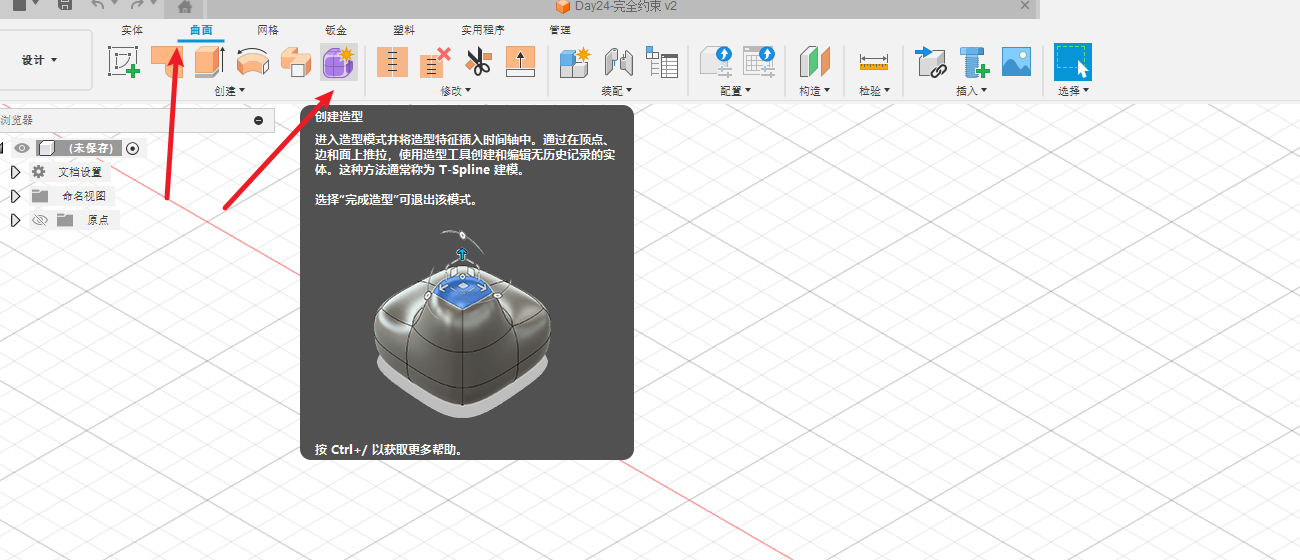 Day24-完全约束 v2
实体 曲面 网格 钣金 塑料 实用程序 管理
设计
创建 修改 装配 配置 构造 检验 插入 选择
浏览器
(未保存)
文档设置
命名视图
原点
创建造型
进入造型模式并将造型特征插入时间轴中。通过在顶点、
边和面上推拉，使用造型工具创建和编辑无历史记录的实
体。这种方法通常称为 T-Spline 建模。
选择“完成造型”可退出该模式。
按 Ctrl+/ 以获取更多帮助。